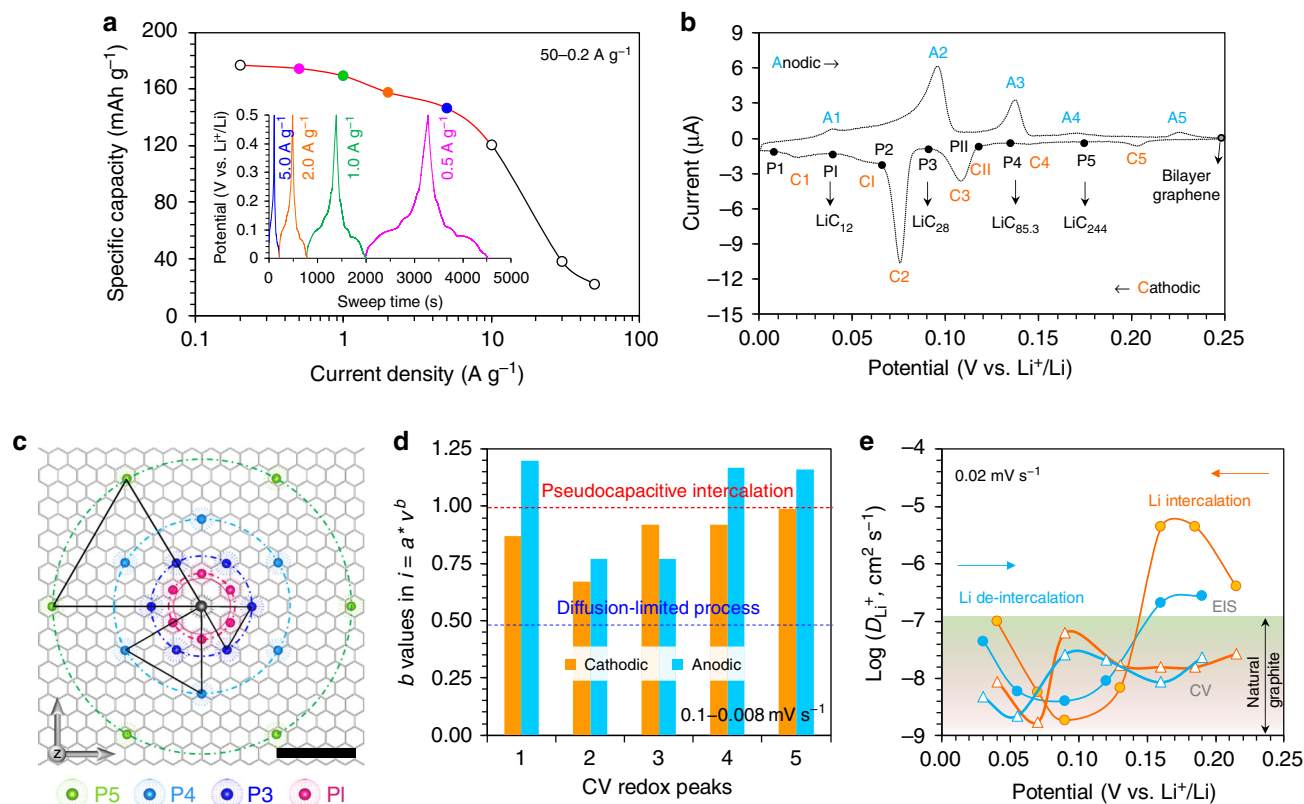 a
Specific capacity (mAh g⁻¹)
200
160
120
80
40
0
50–0.2 A g⁻¹
Potential (V vs. Li⁺/Li)
0.5
0.4
0.3
0.2
0.1
0
5.0 A g⁻¹
2.0 A g⁻¹
1.0 A g⁻¹
0.5 A g⁻¹
0 1000 2000 3000 4000 5000
Sweep time (s)
0.1 1 10 100
Current density (A g⁻¹)
b
Current (μA)
9
6
3
0
−3
−6
−9
−12
−15
Anodic →
A1 A2 A3 A4 A5
P1 PI P2 P3 PII P4 P5
C1 CI C2 C3 CII C4 C5
LiC₁₂ LiC₂₈ LiC₈₅.₃ LiC₂₄₄
Bilayer
graphene
← Cathodic
0.00 0.05 0.10 0.15 0.20 0.25
Potential (V vs. Li⁺/Li)
c
Z
P5 P4 P3 PI
d
b values in i = a* vᵇ
1.25
1.00
0.75
0.50
0.25
0.00
Pseudocapacitive intercalation
Diffusion-limited process
Cathodic Anodic
0.1–0.008 mV s⁻¹
1 2 3 4 5
CV redox peaks
e
Log (D_Li⁺, cm² s⁻¹)
−4
−5
−6
−7
−8
−9
0.02 mV s⁻¹
Li intercalation
Li de-intercalation
EIS
CV
Natural
graphite
0.00 0.05 0.10 0.15 0.20 0.25
Potential (V vs. Li⁺/Li)